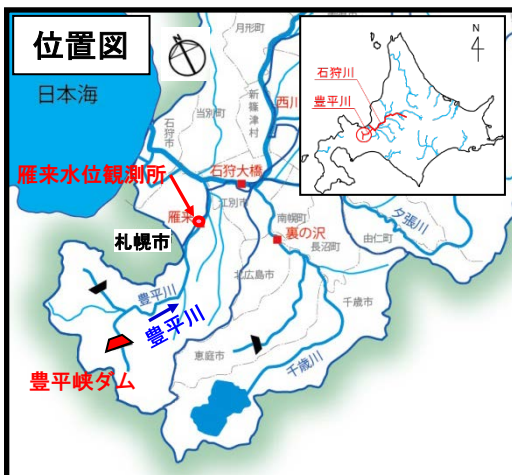 位置図
N
日本海
月形町
新篠津村
当別町
石狩市
西川
石狩川
豊平川
N
石狩大橋
雁来水位観測所
雁来
江別市
札幌市
南幌町
裏の沢
長沼町
由仁町
夕張川
北広島市
千歳市
豊平川
豊平川
恵庭市
千歳川
豊平峡ダム